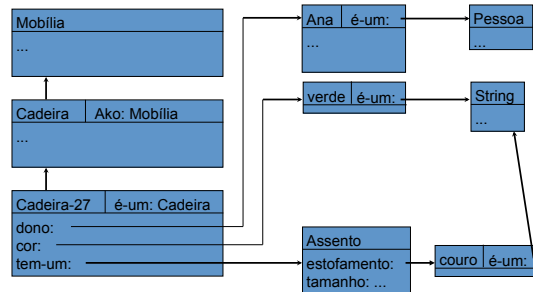 Mobília
...
Ana é-um:
...
Pessoa
...
Cadeira Ako: Mobília
...
verde é-um:
String
...
Cadeira-27 é-um: Cadeira
dono:
cor:
tem-um:
Assento
estofamento:
tamanho: ...
couro é-um: